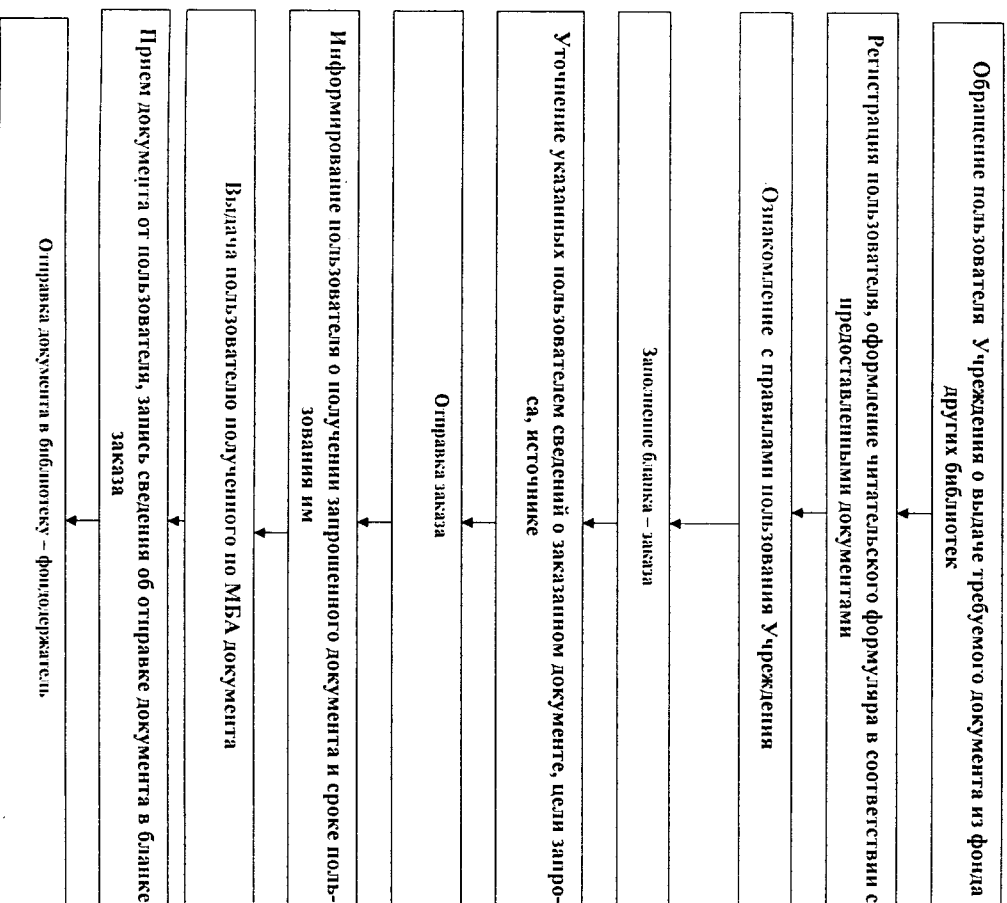 Обращение пользователя Учреждения о выдаче требуемого документа из фонда
других библиотек
Регистрация пользователя, оформление читательского формуляра в соответствии с
предоставленными документами
Ознакомление с правилами пользования Учреждения
Заполнение бланка – заказа
Уточнение указанных пользователем сведений о заказанном документе, цели запро-
са, источнике
Отправка заказа
Информирование пользователя о получении запрошенного документа и сроке поль-
зования им
Выдача пользователю полученного по МБА документа
Прием документа от пользователя, запись сведения об отправке документа в бланке
заказа
Отправка документа в библиотеку – фондодержатель